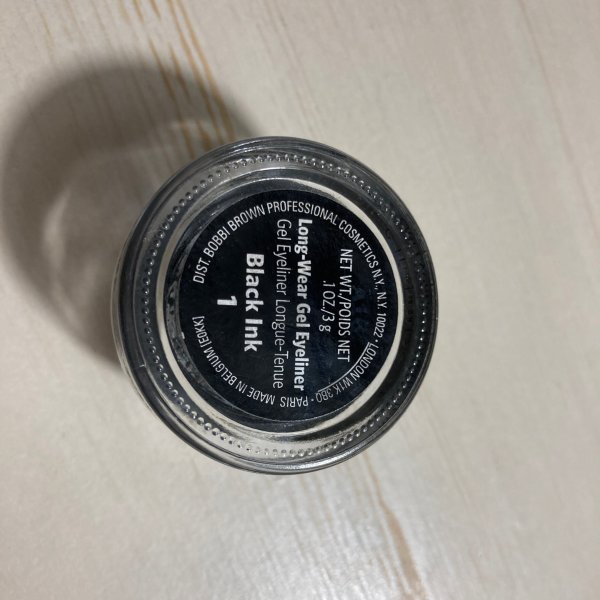 DIST. BOBBI BROWN PROFESSIONAL COSMETICS N.Y., N.Y. 10022 · LONDON W1K 3BQ · PARIS MADE IN BELGIUM [EOKK]
NET WT./POIDS NET
.1 OZ./3 g
Long-Wear Gel Eyeliner
Gel Eyeliner Longue-Tenue
Black Ink
1